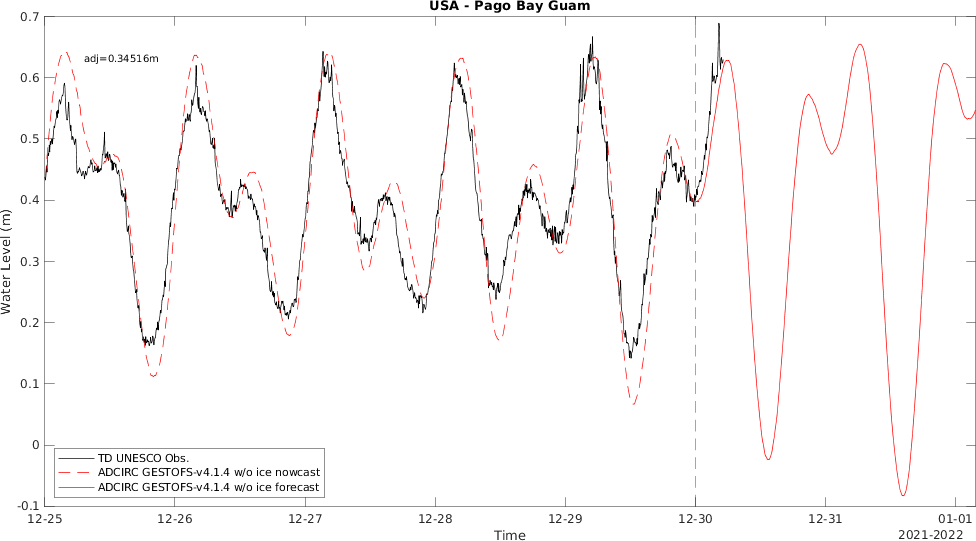 USA - Pago Bay Guam
adj=0.34516m
0.7
0.6
0.5
0.4
0.3
0.2
0.1
0
-0.1
Water Level (m)
TD UNESCO Obs.
ADCIRC GESTOFS-v4.1.4 w/o ice nowcast
ADCIRC GESTOFS-v4.1.4 w/o ice forecast
12-25 12-26 12-27 12-28 12-29 12-30 12-31 01-01
Time
2021-2022